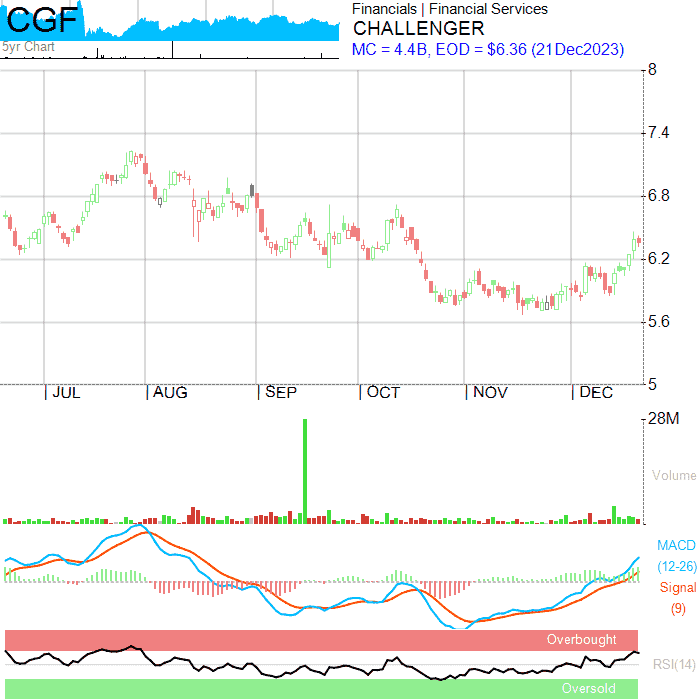 CGF
5yr Chart
Financials | Financial Services
CHALLENGER
MC = 4.4B, EOD = $6.36 (21Dec2023)
8
7.4
6.8
6.2
5.6
5
JUL AUG SEP OCT NOV DEC
28M
Volume
MACD
(12-26)
Signal
(9)
Overbought
RSI(14)
Oversold